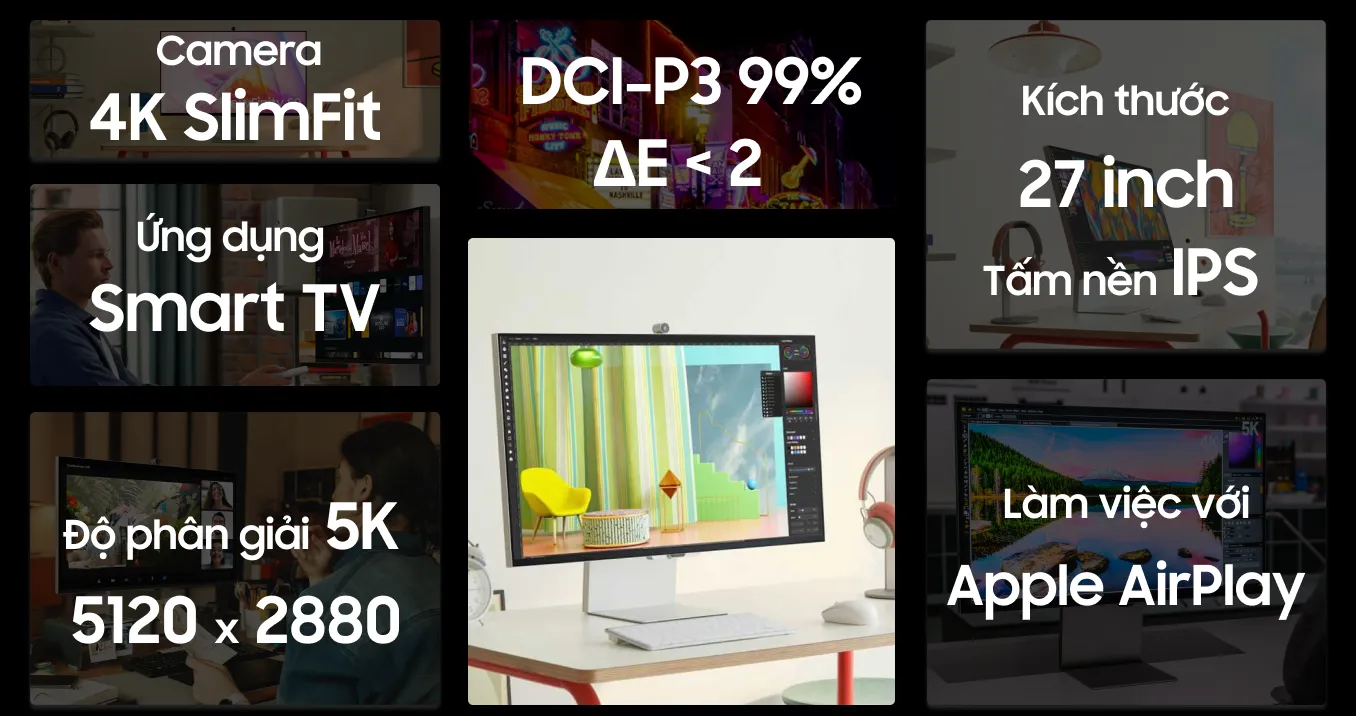 Camera
4K SlimFit
Ứng dụng
Smart TV
Độ phân giải 5K
5120 x 2880
DCI-P3 99%
ΔE < 2
Kích thước
27 inch
Tấm nền IPS
5K
Làm việc với
Apple AirPlay